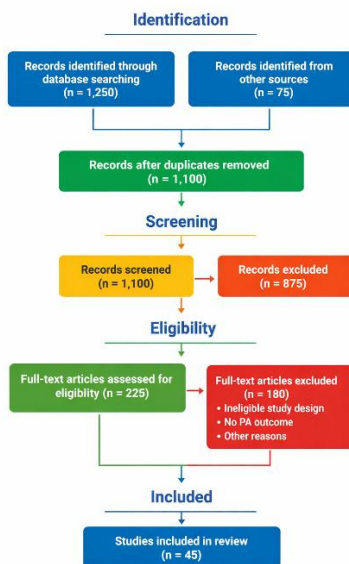 Identification
Records identified through
database searching
(n = 1,250)
Records identified from
other sources
(n = 75)
Records after duplicates removed
(n = 1,100)
Screening
Records screened
(n = 1,100)
Records excluded
(n = 875)
Eligibility
Full-text articles assessed for
eligiblity (n = 225)
Full-text articles excluded
(n = 180)
• Ineligible study design
• No PA outcome
• Other reasons
Included
Studies included in review
(n = 45)